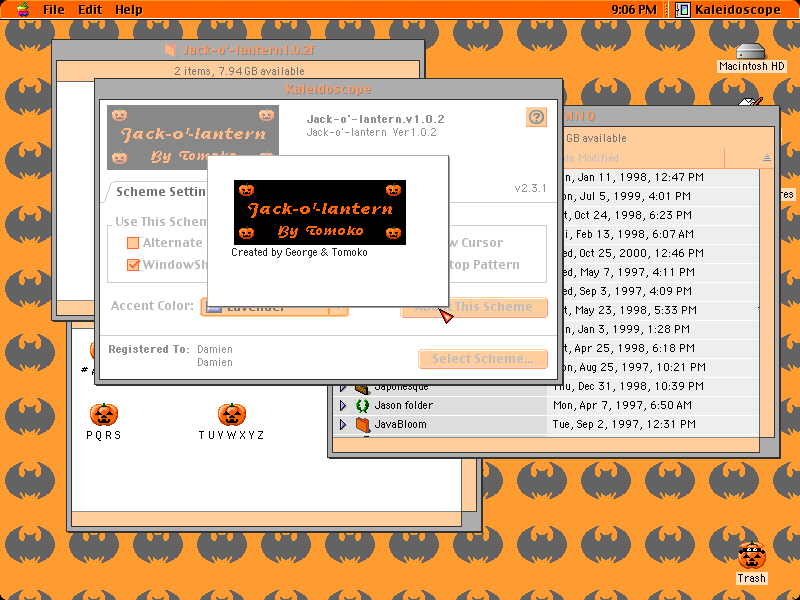 File Edit Help
9:06 PM Kaleidoscope
Macintosh HD
Jack-o'-lantern1.0.2f
2 items, 7.94 GB available
Kaleidoscope
Jack-o'-lantern
By Tomoko
Jack-o'-lantern.v1.0.2
Jack-o'-lantern Ver1.0.2
v2.3.1
Scheme Settin
Use This Schem
Alternate
WindowSh
w Cursor
top Pattern
Accent Color:
Lavender
This Scheme
Registered To: Damien
Damien
Select Scheme...
Jack-o'-lantern
By Tomoko
Created by George & Tomoko
M N O
GB available
te Modified
n, Jan 11, 1998, 12:47 PM
n, Jul 5, 1999, 4:01 PM
t, Oct 24, 1998, 6:23 PM
i, Feb 13, 1998, 6:07 AM
ed, Oct 25, 2000, 12:46 PM
ed, May 7, 1997, 4:11 PM
ed, Sep 3, 1997, 4:09 PM
t, May 23, 1998, 5:33 PM
n, Jan 3, 1999, 1:28 PM
t, Apr 25, 1998, 6:18 PM
on, Aug 25, 1997, 10:21 PM
Japonesque Thu, Dec 31, 1998, 10:39 PM
Jason folder Mon, Apr 7, 1997, 6:50 AM
JavaBloom Tue, Sep 2, 1997, 12:31 PM
res
P Q R S
T U V W X Y Z
Trash